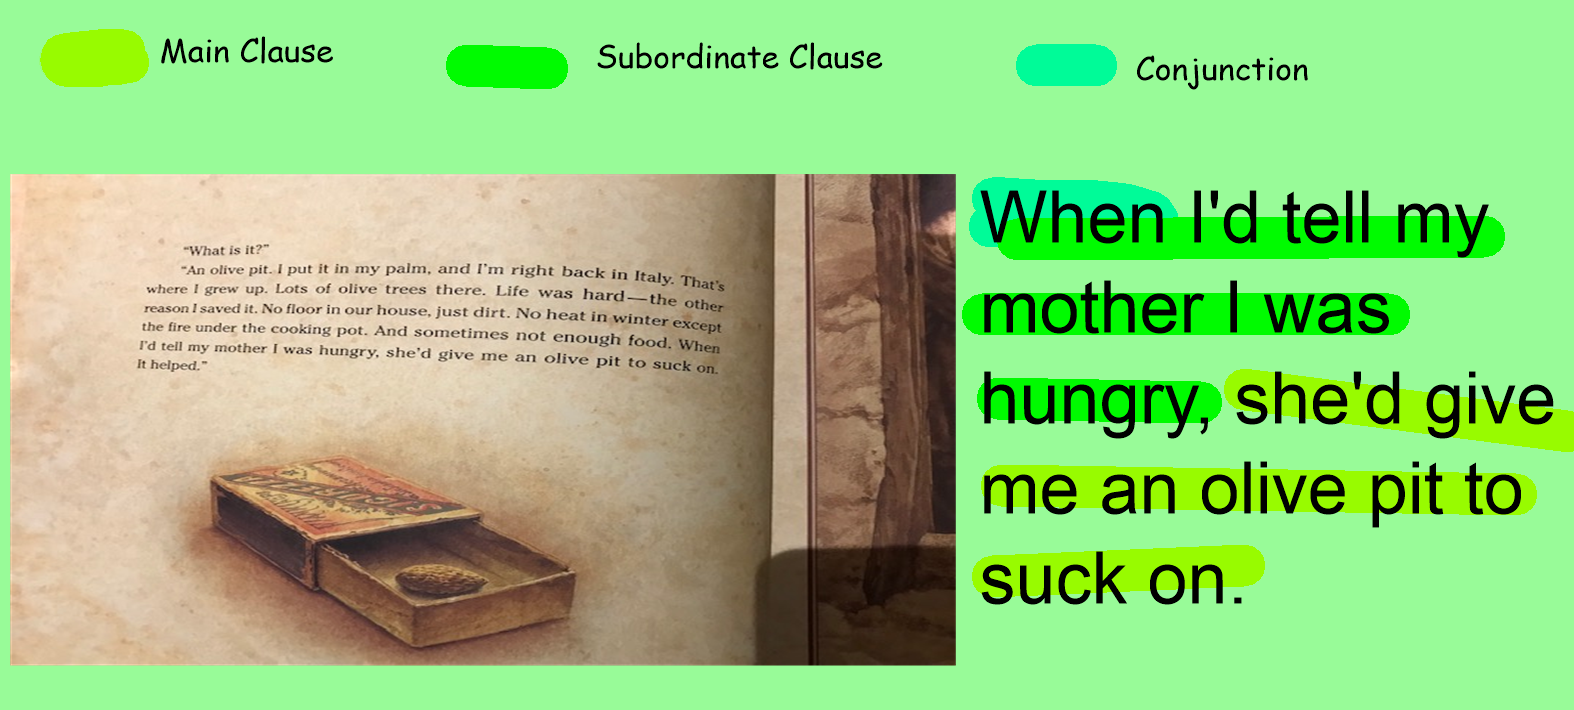 Main Clause
Subordinate Clause
Conjunction
"What is it?"
"An olive pit. I put it in my palm, and I'm right back in Italy. That's
where I grew up. Lots of olive trees there. Life was hard—the other
reason I saved it. No floor in our house, just dirt. No heat in winter except
the fire under the cooking pot. And sometimes not enough food. When
I'd tell my mother I was hungry, she'd give me an olive pit to suck on.
It helped."
When I'd tell my
mother I was
hungry, she'd give
me an olive pit to
suck on.